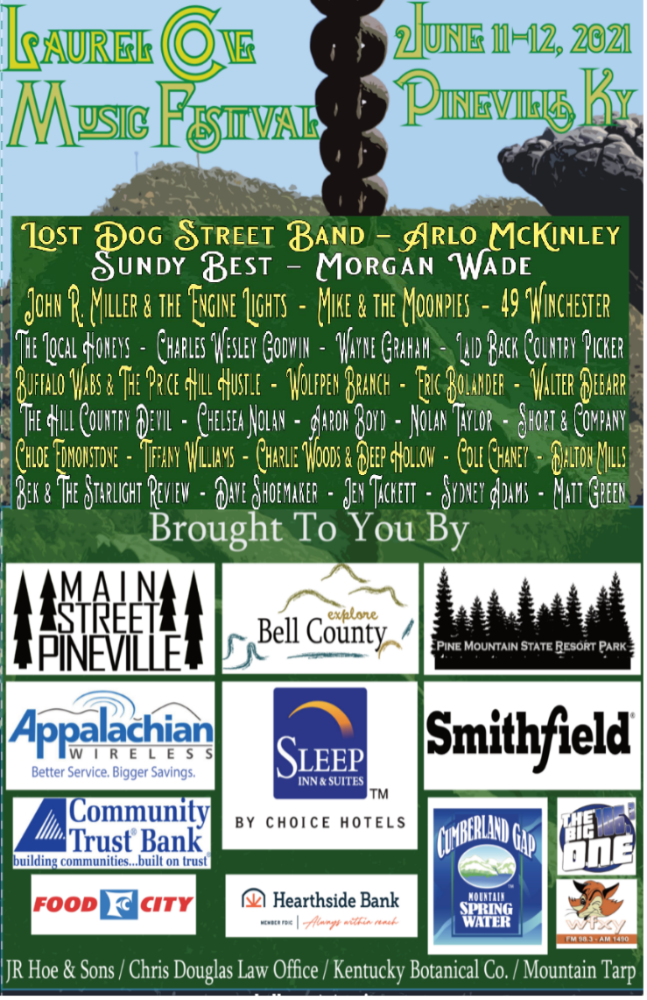 Laurel Cove
Music Festival
June 11-12, 2021
Pineville, Ky
Lost Dog Street Band - Arlo McKinley
Sundy Best - Morgan Wade
John R. Miller & the Engine Lights - Mike & the Moonpies - 49 Winchester
The Local Honeys - Charles Wesley Godwin - Wayne Graham - Laid Back Country Picker
Buffalo Wabs & The Price Hill Hustle - Wolfpen Branch - Eric Bolander - Walter Debarr
The Hill Country Devil - Chelsea Nolan - Aaron Boyd - Nolan Taylor - Short & Company
Chloe Edmonstone - Tiffany Williams - Charlie Woods & Deep Hollow - Cole Chaney - Dalton Mills
Bek & The Starlight Review - Dave Shoemaker - Jen Tackett - Sydney Adams - Matt Green
Brought To You By
MAIN
STREET
PINEVILLE
explore
Bell County
PINE MOUNTAIN STATE RESORT PARK
Appalachian
WIRELESS
Better Service. Bigger Savings.
SLEEP
INN & SUITES
TM
BY CHOICE HOTELS
Smithfield
Community
Trust Bank
building communities...built on trust
CUMBERLAND GAP
MOUNTAIN
SPRING
WATER
THE
BIG
ONE
FOOD FC CITY
Hearthside Bank
MEMBER FDIC | Always within reach
wfxy
FM 98.3 - AM 1490
JR Hoe & Sons / Chris Douglas Law Office / Kentucky Botanical Co. / Mountain Tarp